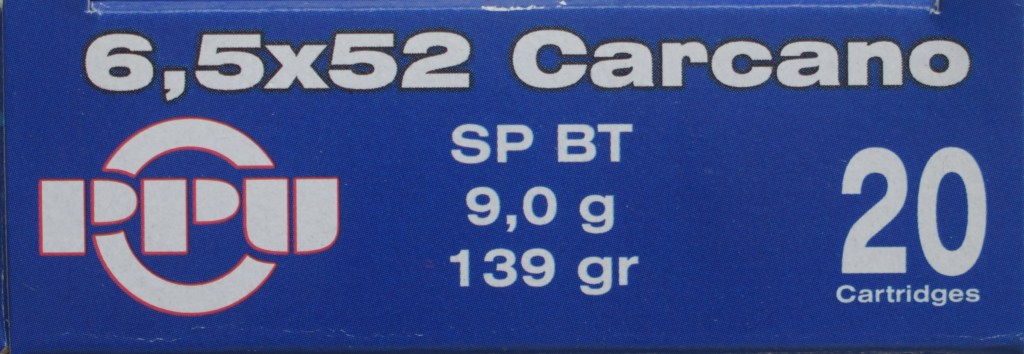 6,5x52 Carcano
PPU
SP BT
9,0 g
139 gr
20
Cartridges